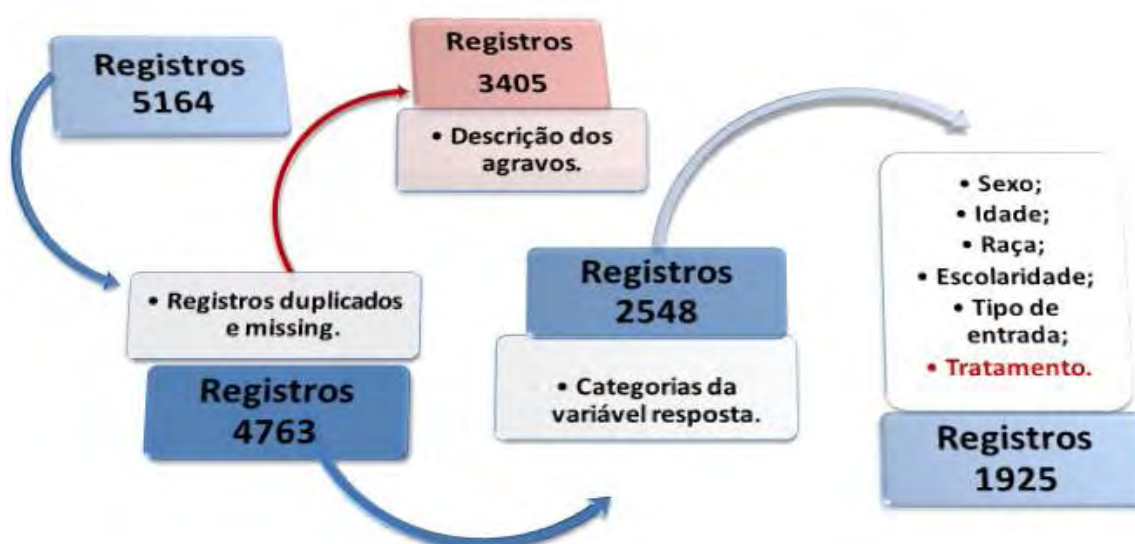 Registros
5164
• Registros duplicados
e missing.
Registros
4763
Registros
3405
• Descrição dos
agravos.
Registros
2548
• Categorias da
variável resposta.
• Sexo;
• Idade;
• Raça;
• Escolaridade;
• Tipo de
entrada;
• Tratamento.
Registros
1925